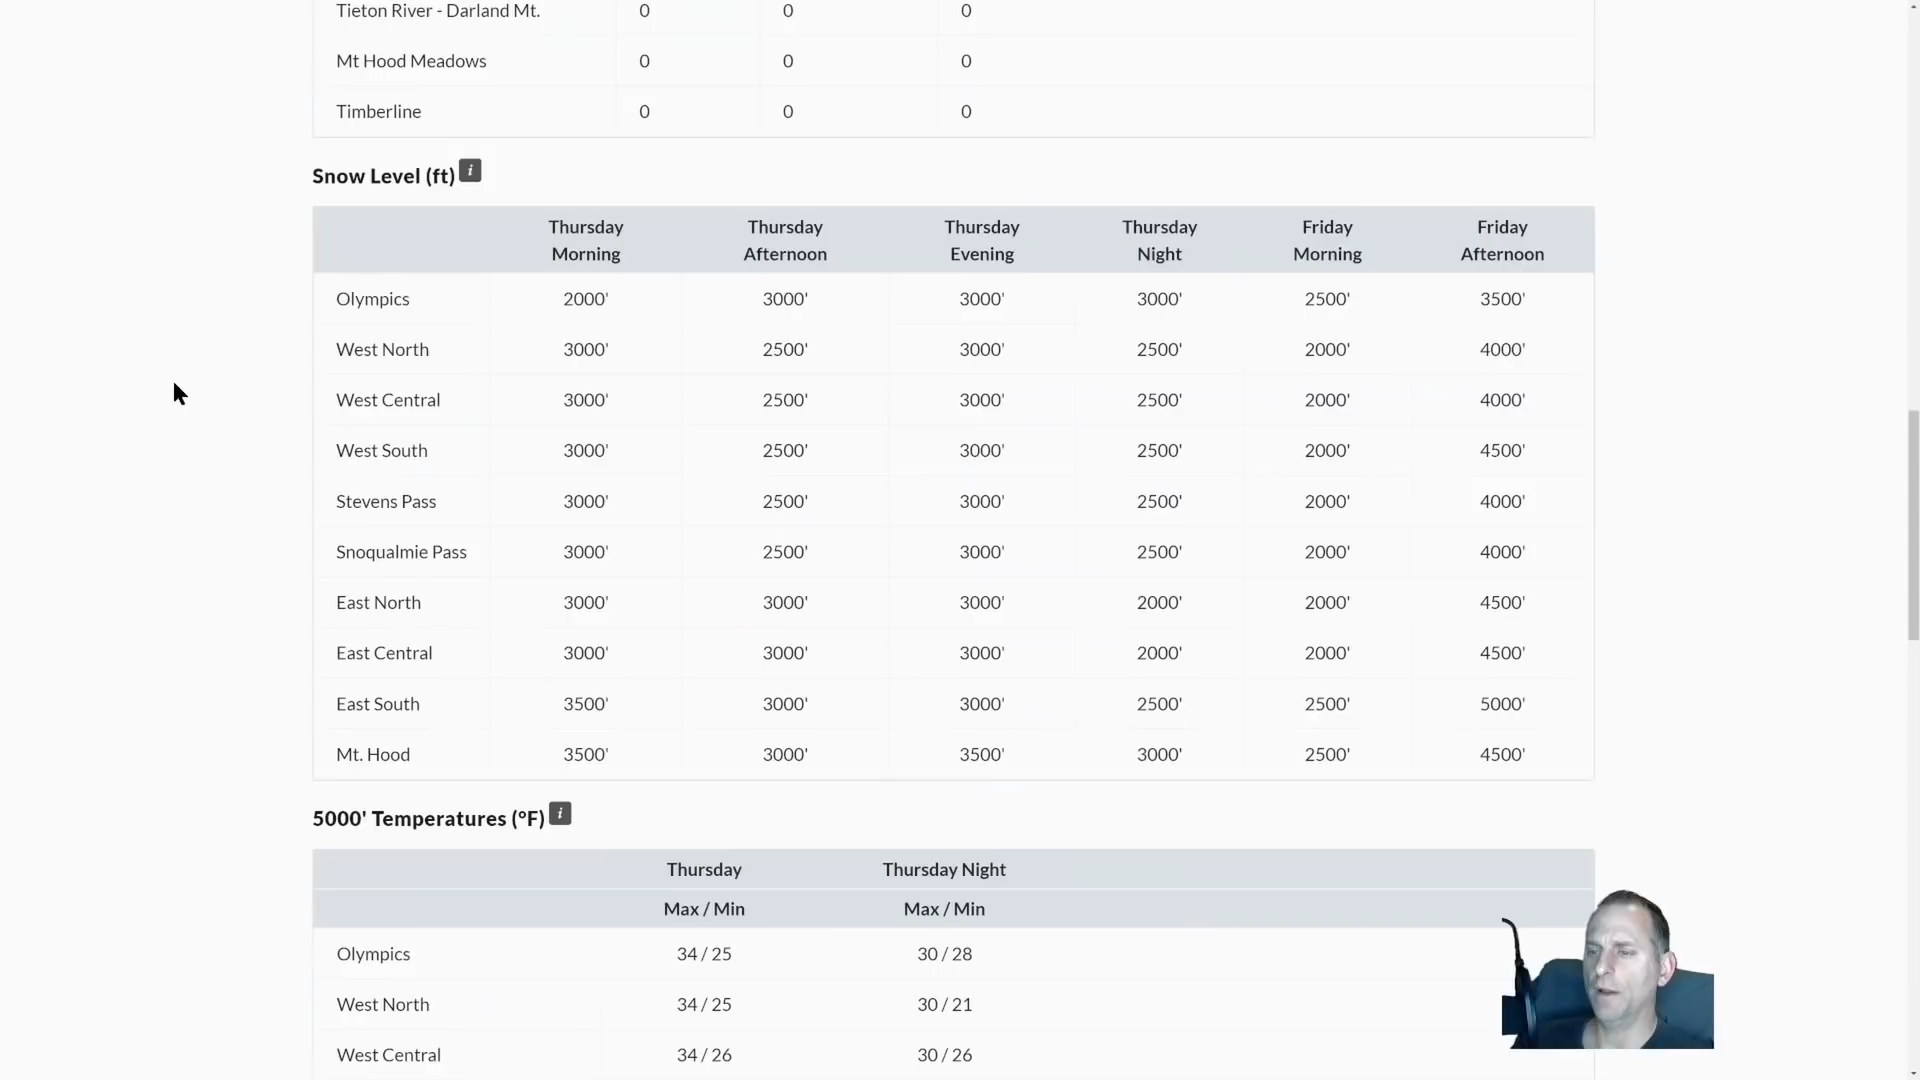 Tieton River - Darland Mt. 0 0 0
Mt Hood Meadows 0 0 0
Timberline 0 0 0
Snow Level (ft) i
Thursday Thursday Thursday Thursday Friday Friday
Morning Afternoon Evening Night Morning Afternoon
Olympics 2000' 3000' 3000' 3000' 2500' 3500'
West North 3000' 2500' 3000' 2500' 2000' 4000'
West Central 3000' 2500' 3000' 2500' 2000' 4000'
West South 3000' 2500' 3000' 2500' 2000' 4500'
Stevens Pass 3000' 2500' 3000' 2500' 2000' 4000'
Snoqualmie Pass 3000' 2500' 3000' 2500' 2000' 4000'
East North 3000' 3000' 3000' 2000' 2000' 4500'
East Central 3000' 3000' 3000' 2000' 2000' 4500'
East South 3500' 3000' 3000' 2500' 2500' 5000'
Mt. Hood 3500' 3000' 3500' 3000' 2500' 4500'
5000' Temperatures (°F) i
Thursday Thursday Night
Max / Min Max / Min
Olympics 34 / 25 30 / 28
West North 34 / 25 30 / 21
West Central 34 / 26 30 / 26